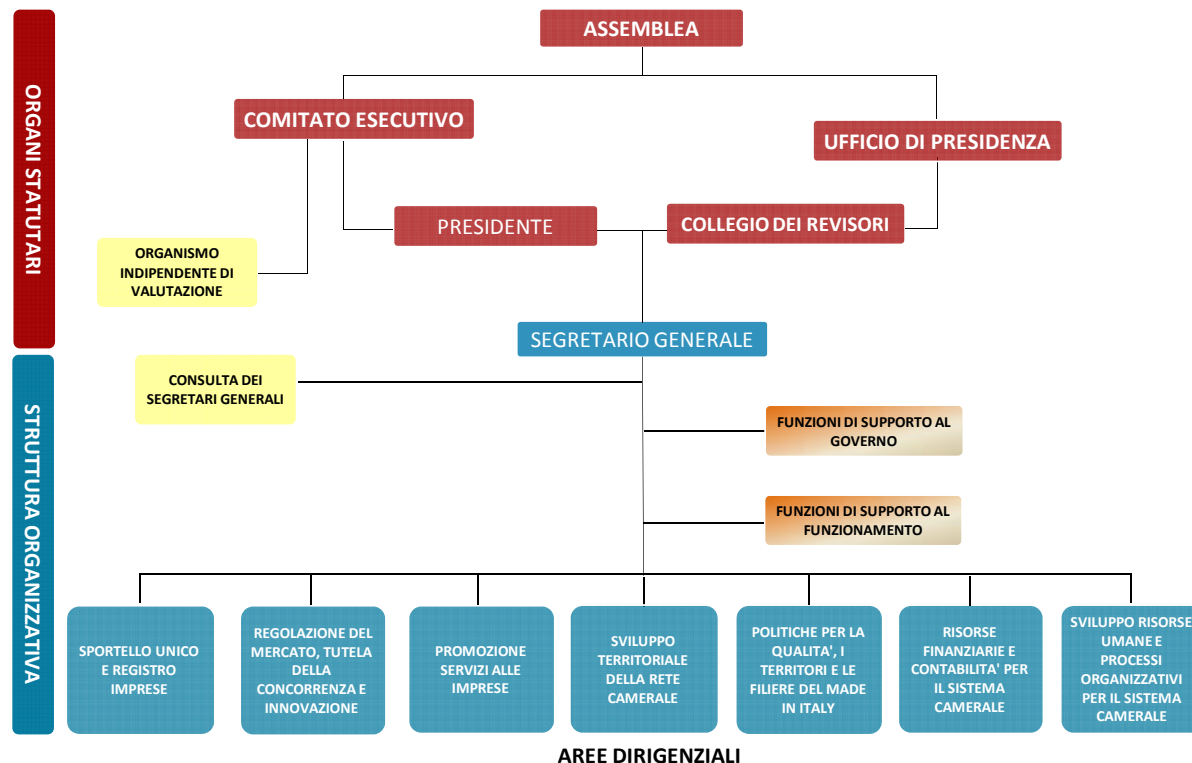 ORGANI STATUTARI
ASSEMBLEA
COMITATO ESECUTIVO
UFFICIO DI PRESIDENZA
PRESIDENTE
COLLEGIO DEI REVISORI
ORGANISMO
INDIPENDENTE DI
VALUTAZIONE
STRUTTURA ORGANIZZATIVA
SEGRETARIO GENERALE
CONSULTA DEI
SEGRETARI GENERALI
FUNZIONI DI SUPPORTO AL
GOVERNO
FUNZIONI DI SUPPORTO AL
FUNZIONAMENTO
SPORTELLO UNICO
E REGISTRO
IMPRESE
REGOLAZIONE DEL
MERCATO, TUTELA
DELLA
CONCORRENZA E
INNOVAZIONE
PROMOZIONE
SERVIZI ALLE
IMPRESE
SVILUPPO
TERRITORIALE
DELLA RETE
CAMERALE
POLITICHE PER LA
QUALITA', I
TERRITORI E LE
FILIERE DEL MADE
IN ITALY
RISORSE
FINANZIARIE E
CONTABILITA' PER
IL SISTEMA
CAMERALE
SVILUPPO RISORSE
UMANE E
PROCESSI
ORGANIZZATIVI
PER IL SISTEMA
CAMERALE
AREE DIRIGENZIALI